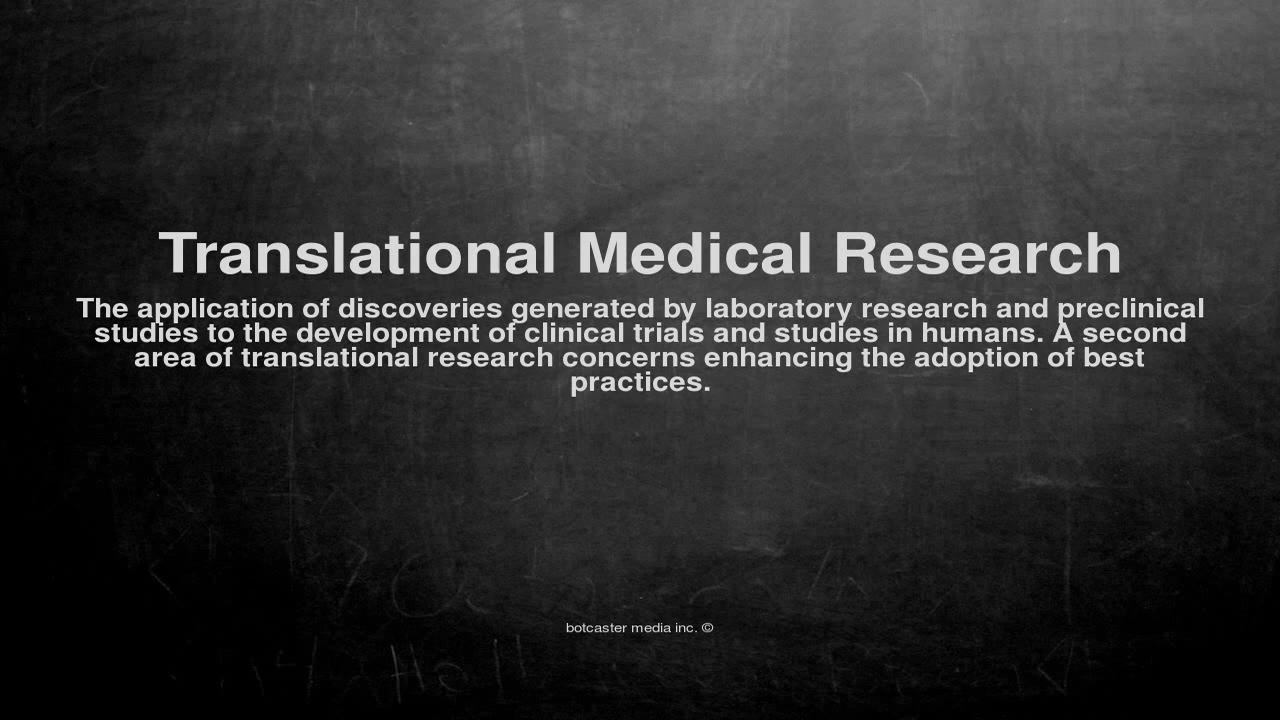 Translational Medical Research
The application of discoveries generated by laboratory research and preclinical
studies to the development of clinical trials and studies in humans. A second
area of translational research concerns enhancing the adoption of best
practices.
botcaster media inc. ©